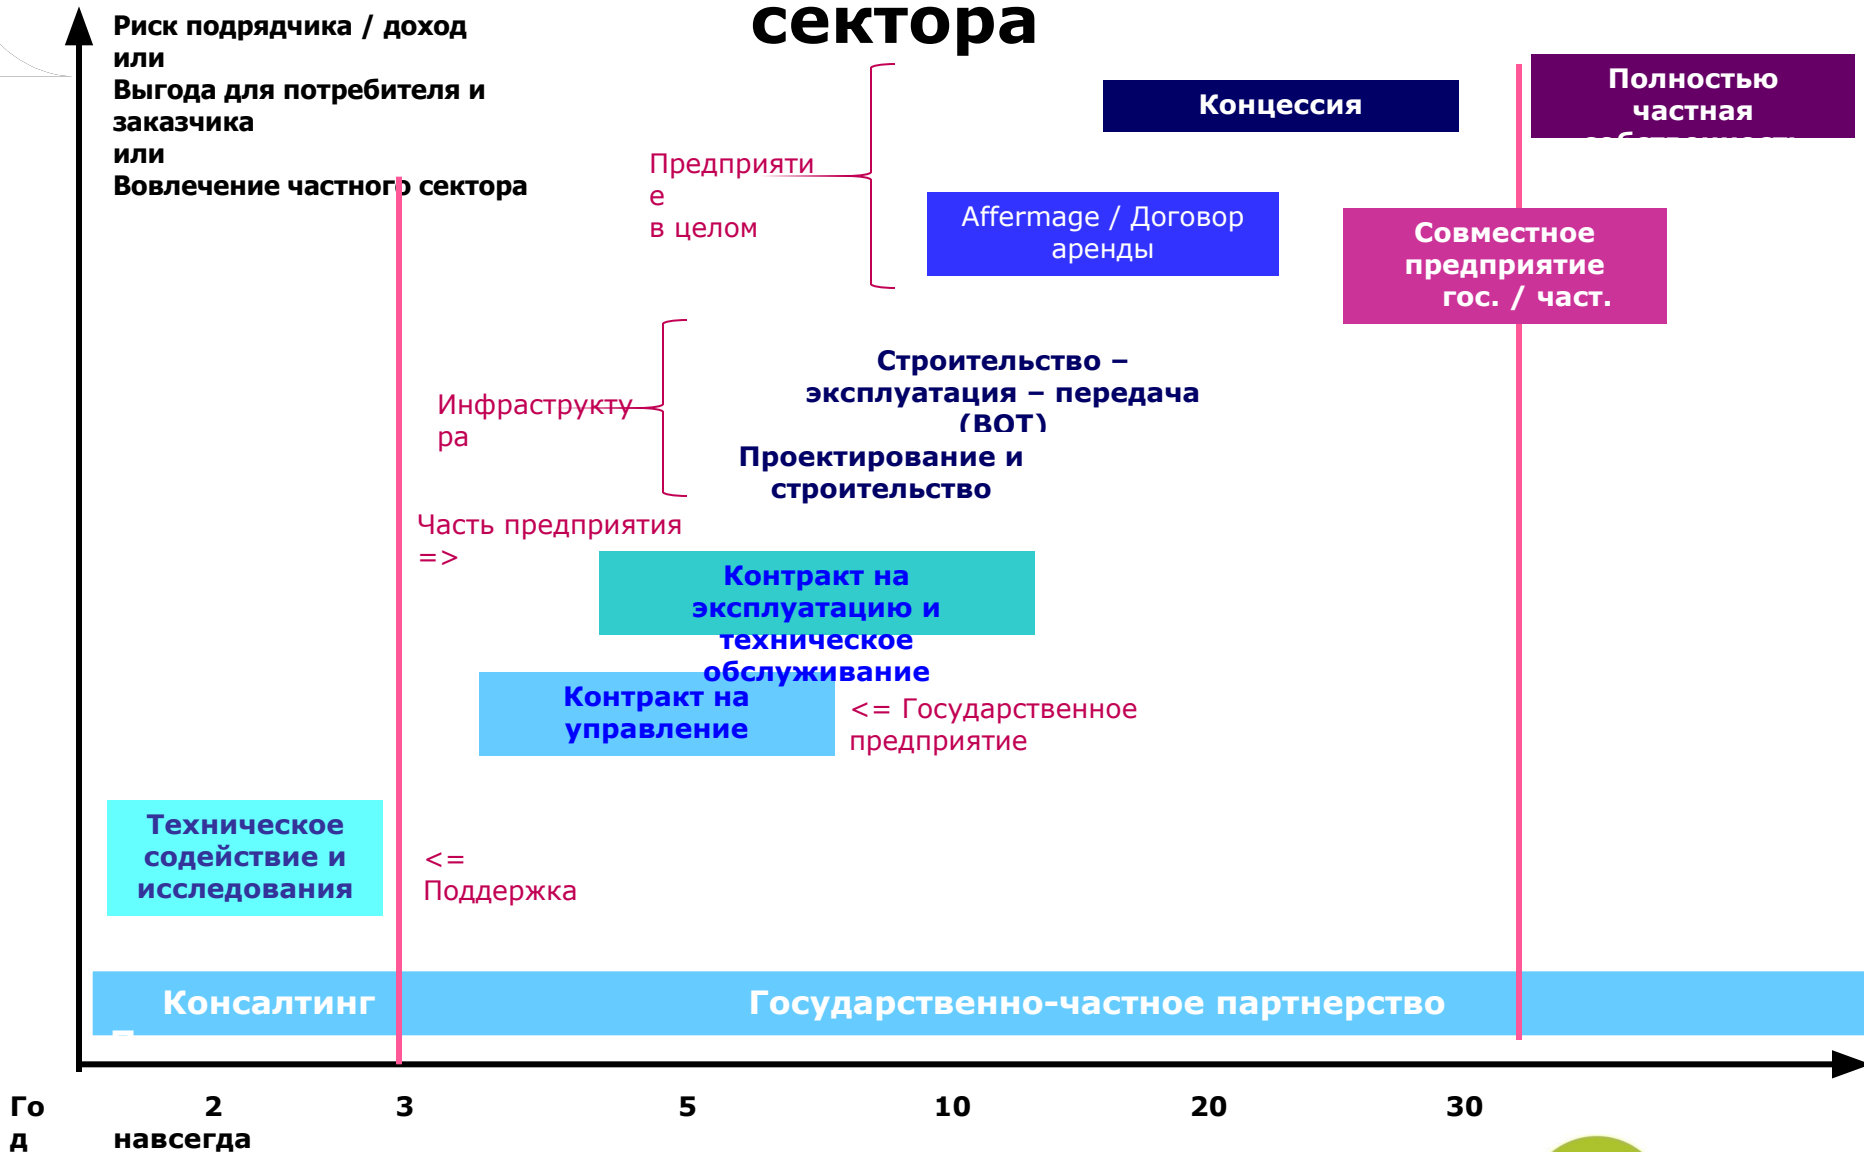 сектора
Риск подрядчика / доход
или
Выгода для потребителя и
заказчика
или
Вовлечение частного сектора
Концессия
Полностью
частная
Предприяти
е
в целом
Affermage / Договор
аренды
Совместное
предприятие
гос. / част.
Строительство –
эксплуатация – передача
(BOT)
Инфраструкту
ра
Проектирование и
строительство
Часть предприятия
=>
Контракт на
эксплуатацию и
техническое
обслуживание
Контракт на
управление
<= Государственное
предприятие
Техническое
содействие и
исследования
<=
Поддержка
Консалтинг
Государственно-частное партнерство
Го
д
2 3 5 10 20 30
навсегда